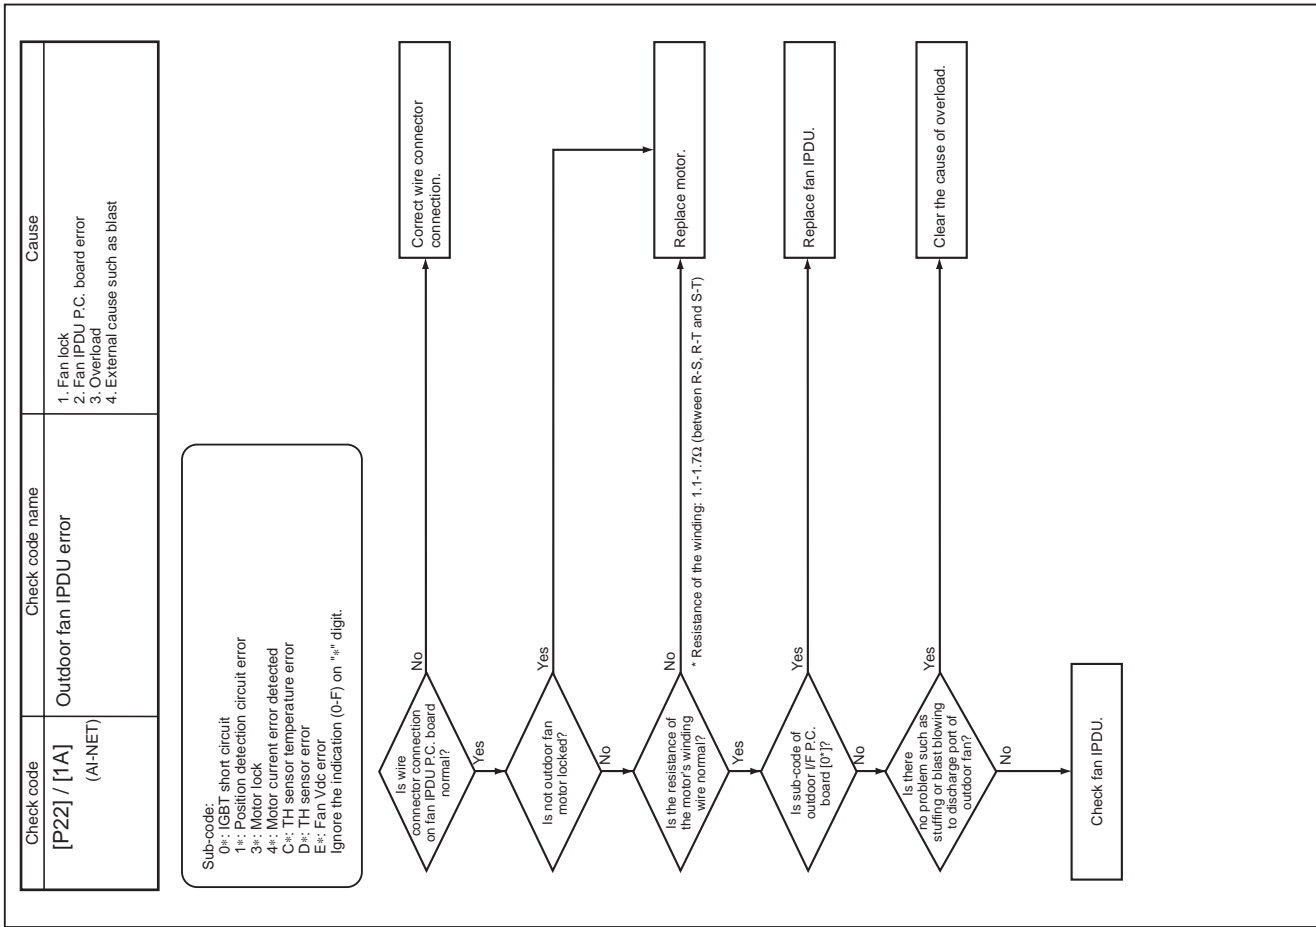 Check code
Check code name
Cause
[P22] / [1A]
(AI-NET)
Outdoor fan IPDU error
1. Fan lock
2. Fan IPDU P.C. board error
3. Overload
4. External cause such as blast
Sub-code:
0*: IGBT short circuit
1*: Position detection circuit error
3*: Motor lock
4*: Motor current error detected
C*: TH sensor temperature error
D*: TH sensor error
E*: Fan Vdc error
Ignore the indication (0-F) on "*" digit.
Is wire
connector connection
on fan IPDU P.C. board
normal?
No
Correct wire connector
connection.
Yes
Is not outdoor fan
motor locked?
Yes
No
Is the resistance of
the motor's winding
wire normal?
No
Replace motor.
* Resistance of the winding: 1.1-1.7Ω (between R-S, R-T and S-T)
Yes
Is sub-code of
outdoor I/F P.C.
board [0*]?
Yes
Replace fan IPDU.
No
Is there
no problem such as
stuffing or blast blowing
to discharge port of
outdoor fan?
Yes
Clear the cause of overload.
No
Check fan IPDU.